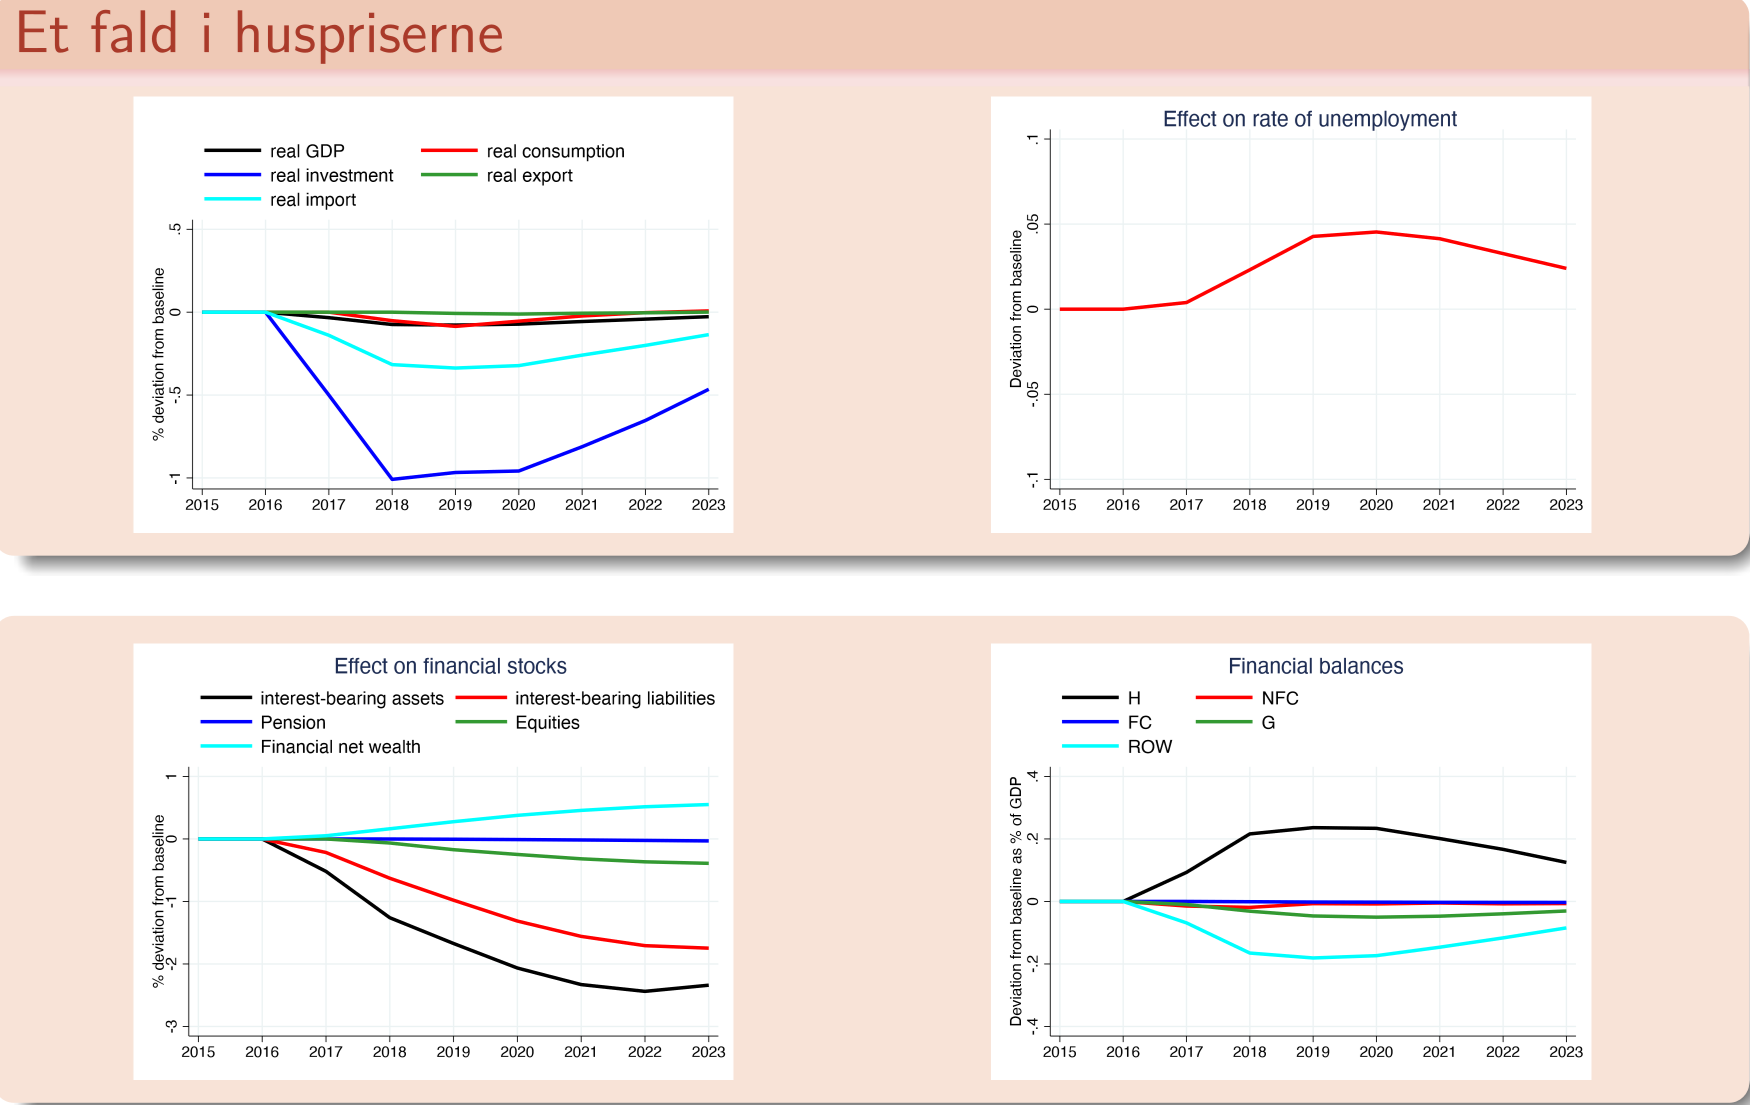 Et fald i huspriserne
real GDP real consumption
real investment real export
real import
% deviation from baseline
.5
0
-.5
-1
2015 2016 2017 2018 2019 2020 2021 2022 2023
Effect on rate of unemployment
Deviation from baseline
.1
.05
0
-.05
-.1
2015 2016 2017 2018 2019 2020 2021 2022 2023
Effect on financial stocks
interest-bearing assets interest-bearing liabilities
Pension Equities
Financial net wealth
% deviation from baseline
1
0
-1
-2
-3
2015 2016 2017 2018 2019 2020 2021 2022 2023
Financial balances
H NFC
FC G
ROW
Deviation from baseline as % of GDP
.4
.2
0
-.2
-.4
2015 2016 2017 2018 2019 2020 2021 2022 2023